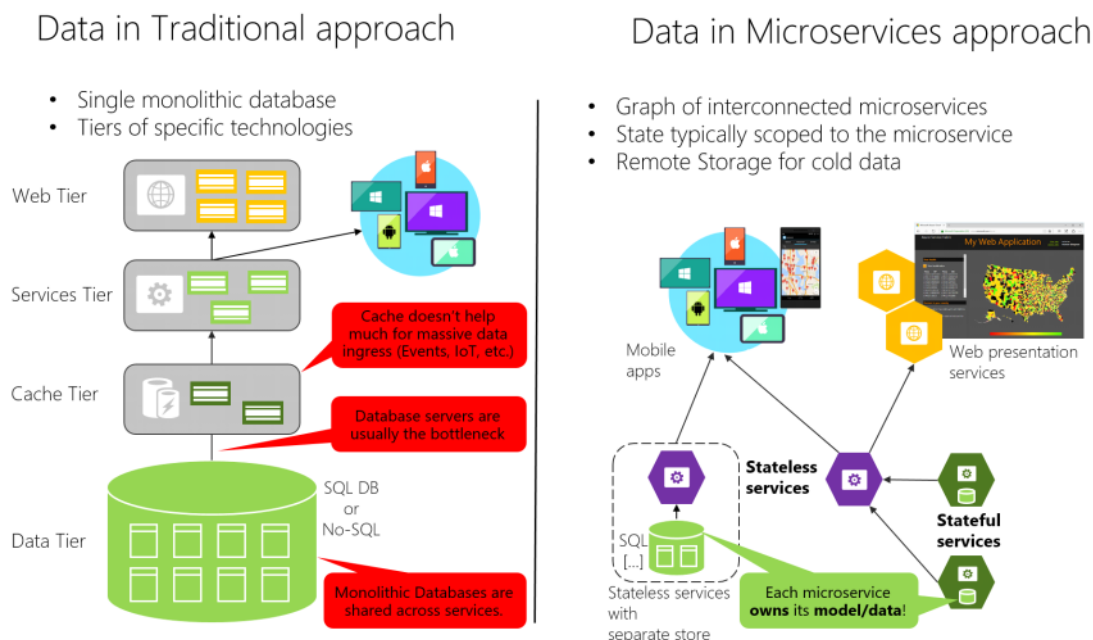 Data in Traditional approach
• Single monolithic database
• Tiers of specific technologies
Web Tier
Services Tier
Cache doesn't help
much for massive data
ingress (Events, IoT, etc.)
Cache Tier
Database servers are
usually the bottleneck
SQL DB
or
No-SQL
Data Tier
Monolithic Databases are
shared across services.
Data in Microservices approach
• Graph of interconnected microservices
• State typically scoped to the microservice
• Remote Storage for cold data
My Web Application
Mobile
apps
Web presentation
services
Stateless
services
Stateful
services
SQL
[...]
Stateless services
with
separate store
Each microservice
owns its model/data!